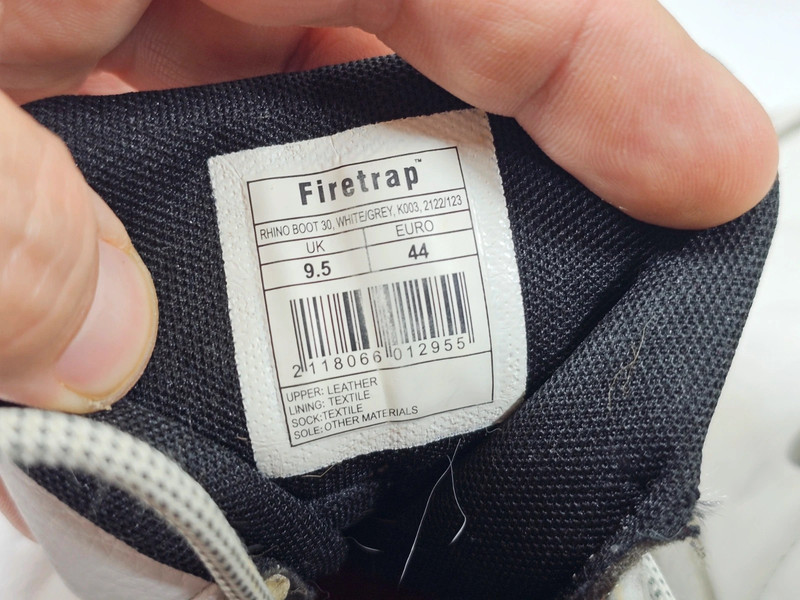 Firetrap™
RHINO BOOT 30, WHITE/GREY, K003, 2122/123
UK EURO
9.5 44
2 118066 012955
UPPER: LEATHER
LINING: TEXTILE
SOCK:TEXTILE
SOLE:OTHER MATERIALS